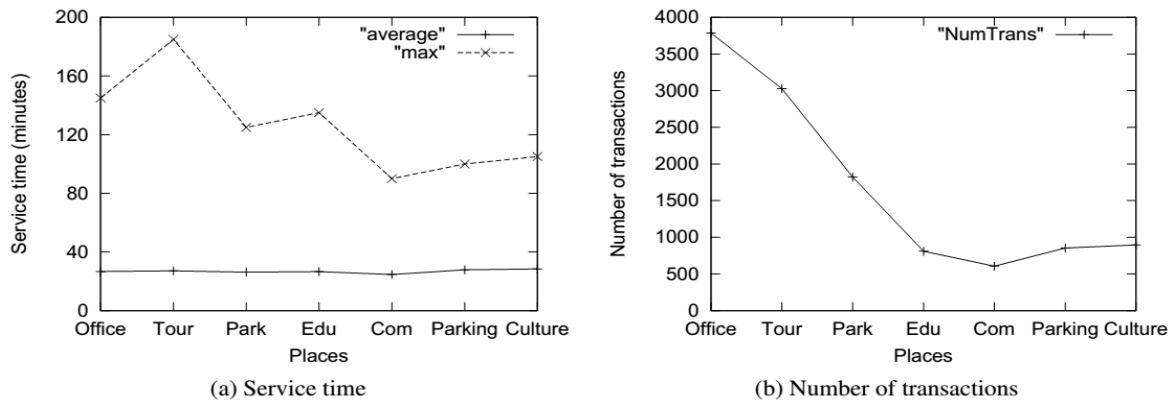 200
160
120
80
40
0
Service time (minutes)
"average"
"max"
Office Tour Park Edu Com Parking Culture
Places
(a) Service time
4000
3500
3000
2500
2000
1500
1000
500
0
Number of transactions
"NumTrans"
Office Tour Park Edu Com Parking Culture
Places
(b) Number of transactions